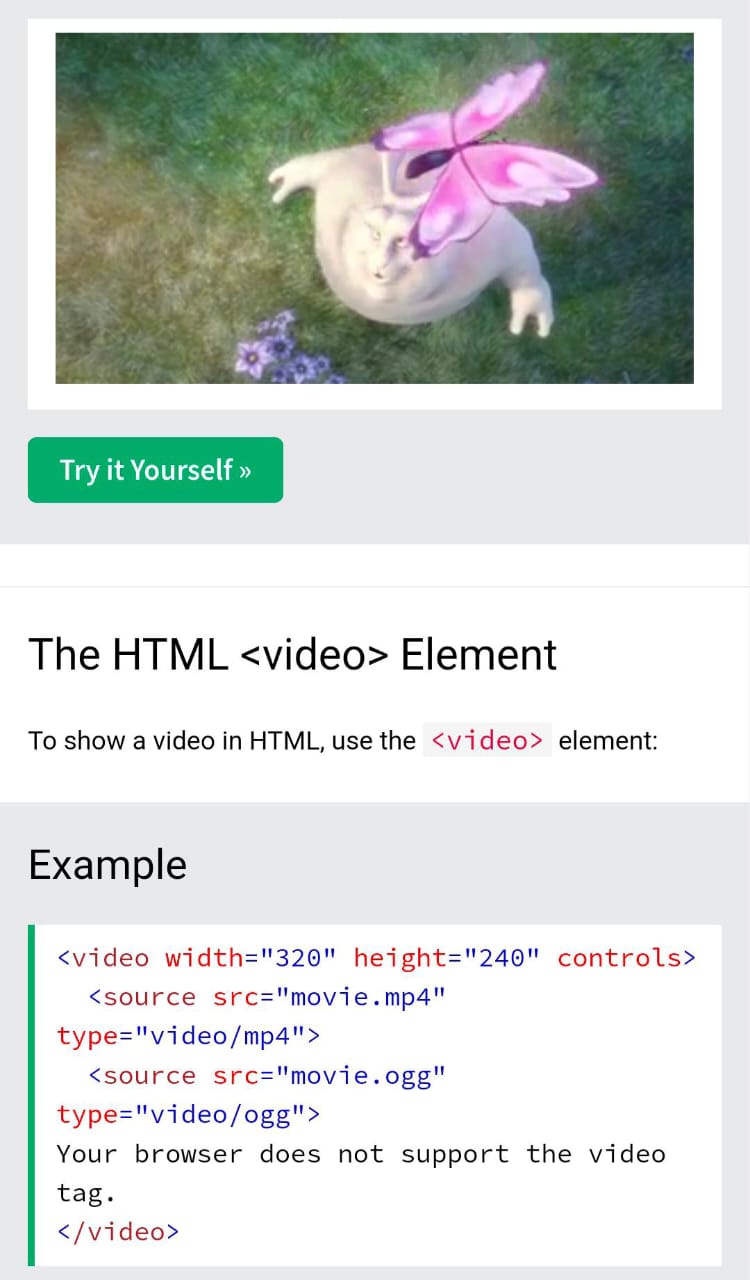 Try it Yourself »
The HTML <video> Element
To show a video in HTML, use the <video> element:
Example
<video width="320" height="240" controls>
  <source src="movie.mp4"
type="video/mp4">
  <source src="movie.ogg"
type="video/ogg">
Your browser does not support the video
tag.
</video>